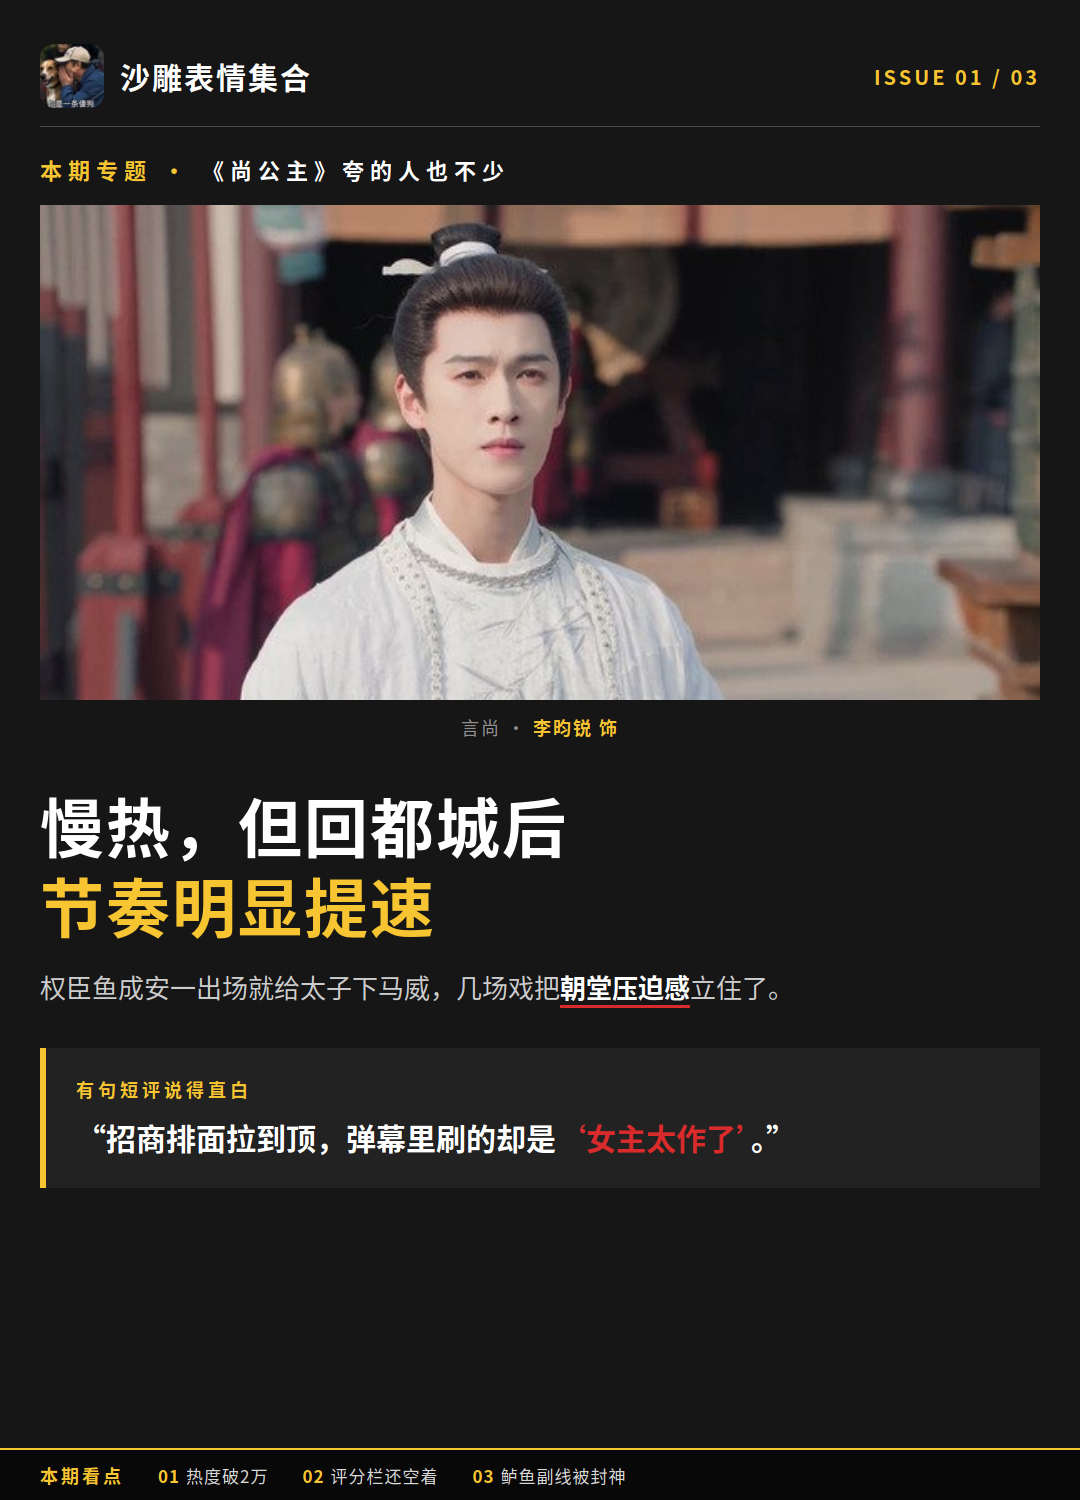 沙雕表情集合
ISSUE 01 / 03
本期专题 · 《尚公主》夸的人也不少
言尚 · 李昀锐 饰
慢热，但回都城后
节奏明显提速
权臣鱼成安一出场就给太子下马威，几场戏把朝堂压迫感立住了。
有句短评说得直白
“招商排面拉到顶，弹幕里刷的却是‘女主太作了’。”
本期看点 01 热度破2万 02 评分栏还空着 03 鲈鱼副线被封神